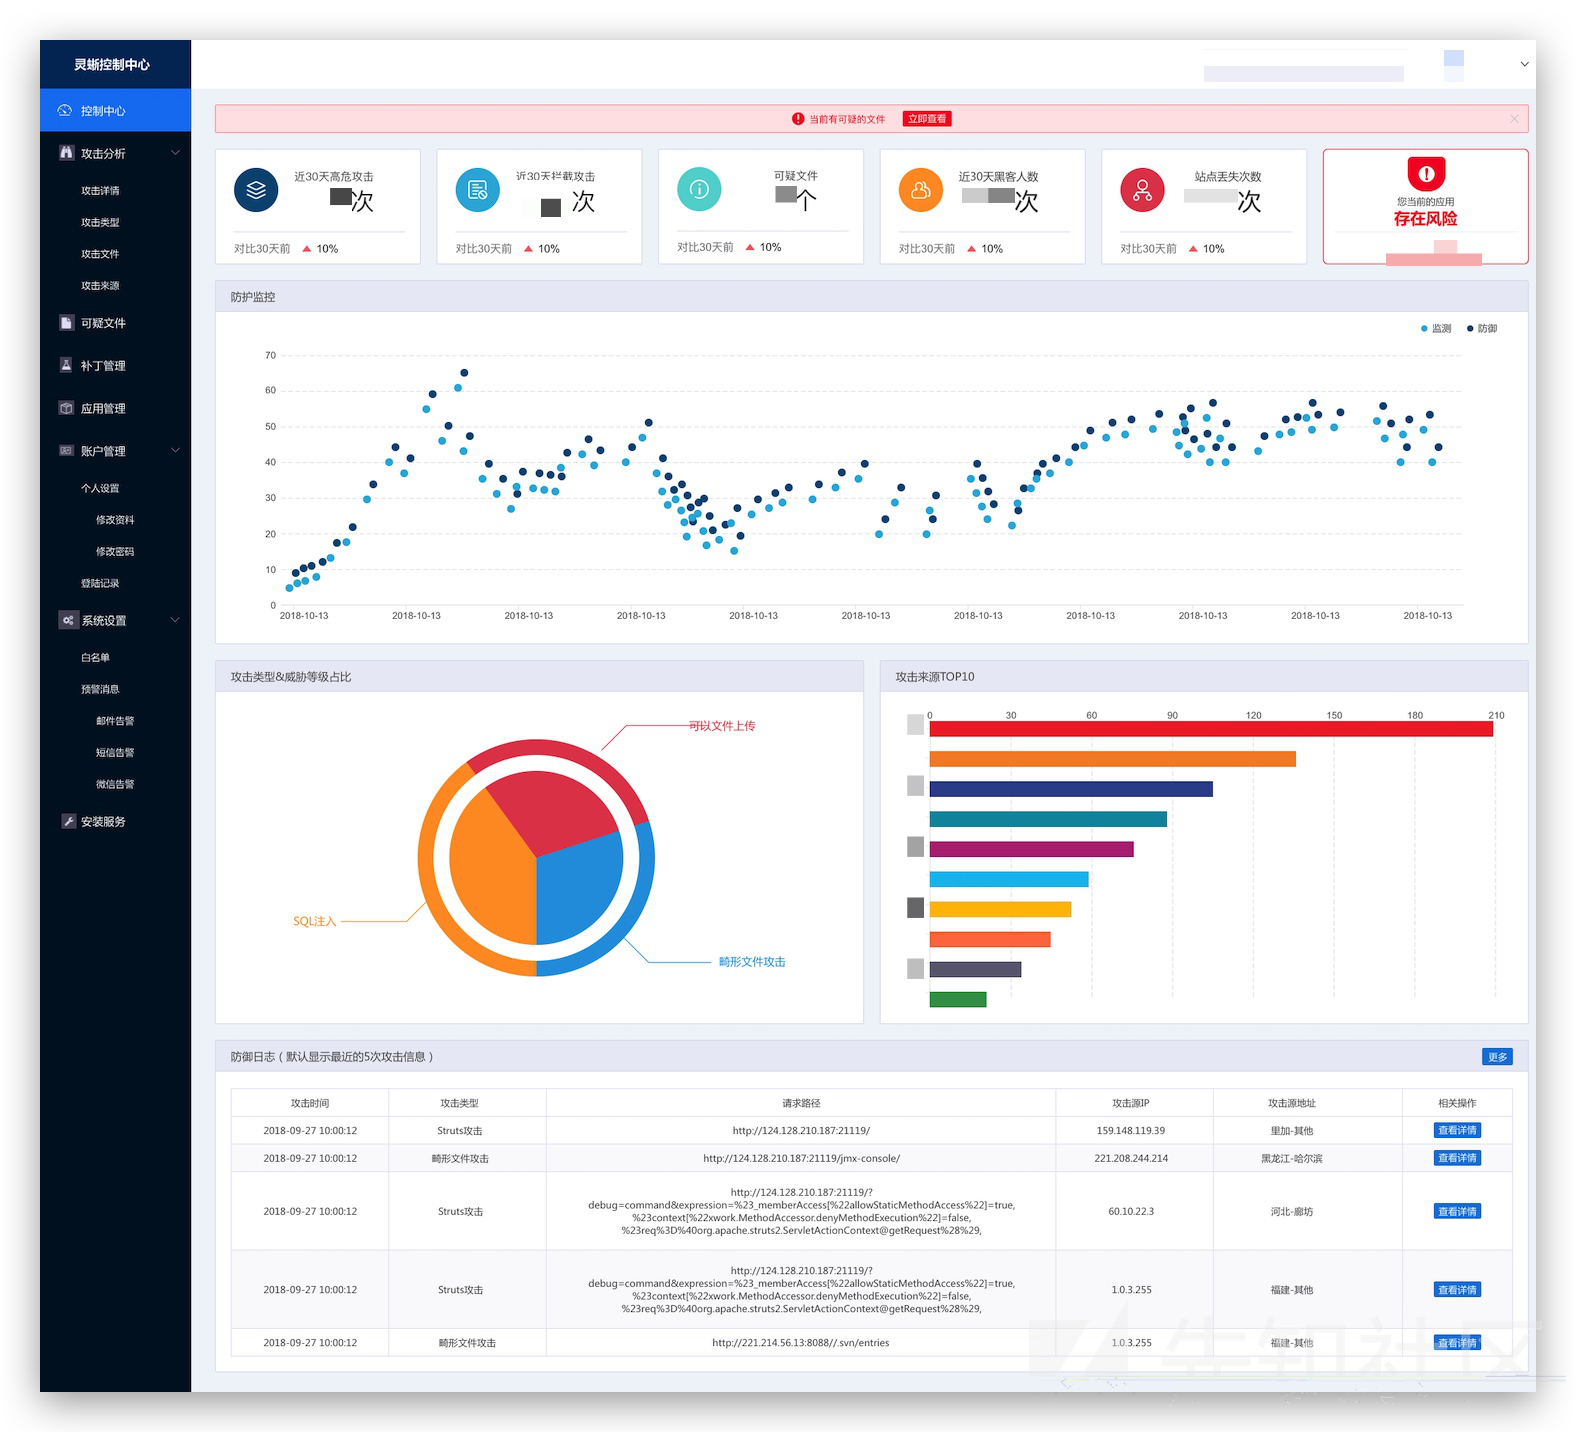 灵蜥控制中心
控制中心
攻击分析
攻击详情
攻击类型
攻击文件
攻击来源
可疑文件
补丁管理
应用管理
账户管理
个人设置
修改资料
修改密码
登陆记录
系统设置
白名单
预警消息
邮件告警
短信告警
微信告警
安装服务
当前有可疑的文件 立即查看
近30天高危攻击
次
对比30天前 10%
近30天拦截攻击
次
对比30天前 10%
可疑文件
个
对比30天前 10%
近30天黑客人数
次
对比30天前 10%
站点丢失次数
次
对比30天前 10%
您当前的应用
存在风险
防护监控
监测 防御
70
60
50
40
30
20
10
0
2018-10-13 2018-10-13 2018-10-13 2018-10-13 2018-10-13 2018-10-13 2018-10-13 2018-10-13 2018-10-13 2018-10-13 2018-10-13
攻击类型&威胁等级占比
可以文件上传
SQL注入
畸形文件攻击
攻击来源TOP10
0 30 60 90 120 150 180 210
防御日志（默认显示最近的5次攻击信息）
更多
攻击时间 攻击类型 请求路径 攻击源IP 攻击源地址 相关操作
2018-09-27 10:00:12 Struts攻击 http://124.128.210.187:21119/ 159.148.119.39 里加-其他 查看详情
2018-09-27 10:00:12 畸形文件攻击 http://124.128.210.187:21119/jmx-console/ 221.208.244.214 黑龙江-哈尔滨 查看详情
http://124.128.210.187:21119/?
debug=command&expression=%23_memberAccess[%22allowStaticMethodAccess%22]=true,
2018-09-27 10:00:12 Struts攻击 %23context[%22xwork.MethodAccessor.denyMethodExecution%22]=false, 60.10.22.3 河北-廊坊 查看详情
%23req%3D%40org.apache.struts2.ServletActionContext@getRequest%28%29,
http://124.128.210.187:21119/?
debug=command&expression=%23_memberAccess[%22allowStaticMethodAccess%22]=true,
2018-09-27 10:00:12 Struts攻击 %23context[%22xwork.MethodAccessor.denyMethodExecution%22]=false, 1.0.3.255 福建-其他 查看详情
%23req%3D%40org.apache.struts2.ServletActionContext@getRequest%28%29,
2018-09-27 10:00:12 畸形文件攻击 http://221.214.56.13:8088//.svn/entries 1.0.3.255 福建-其他 查看详情
先知社区